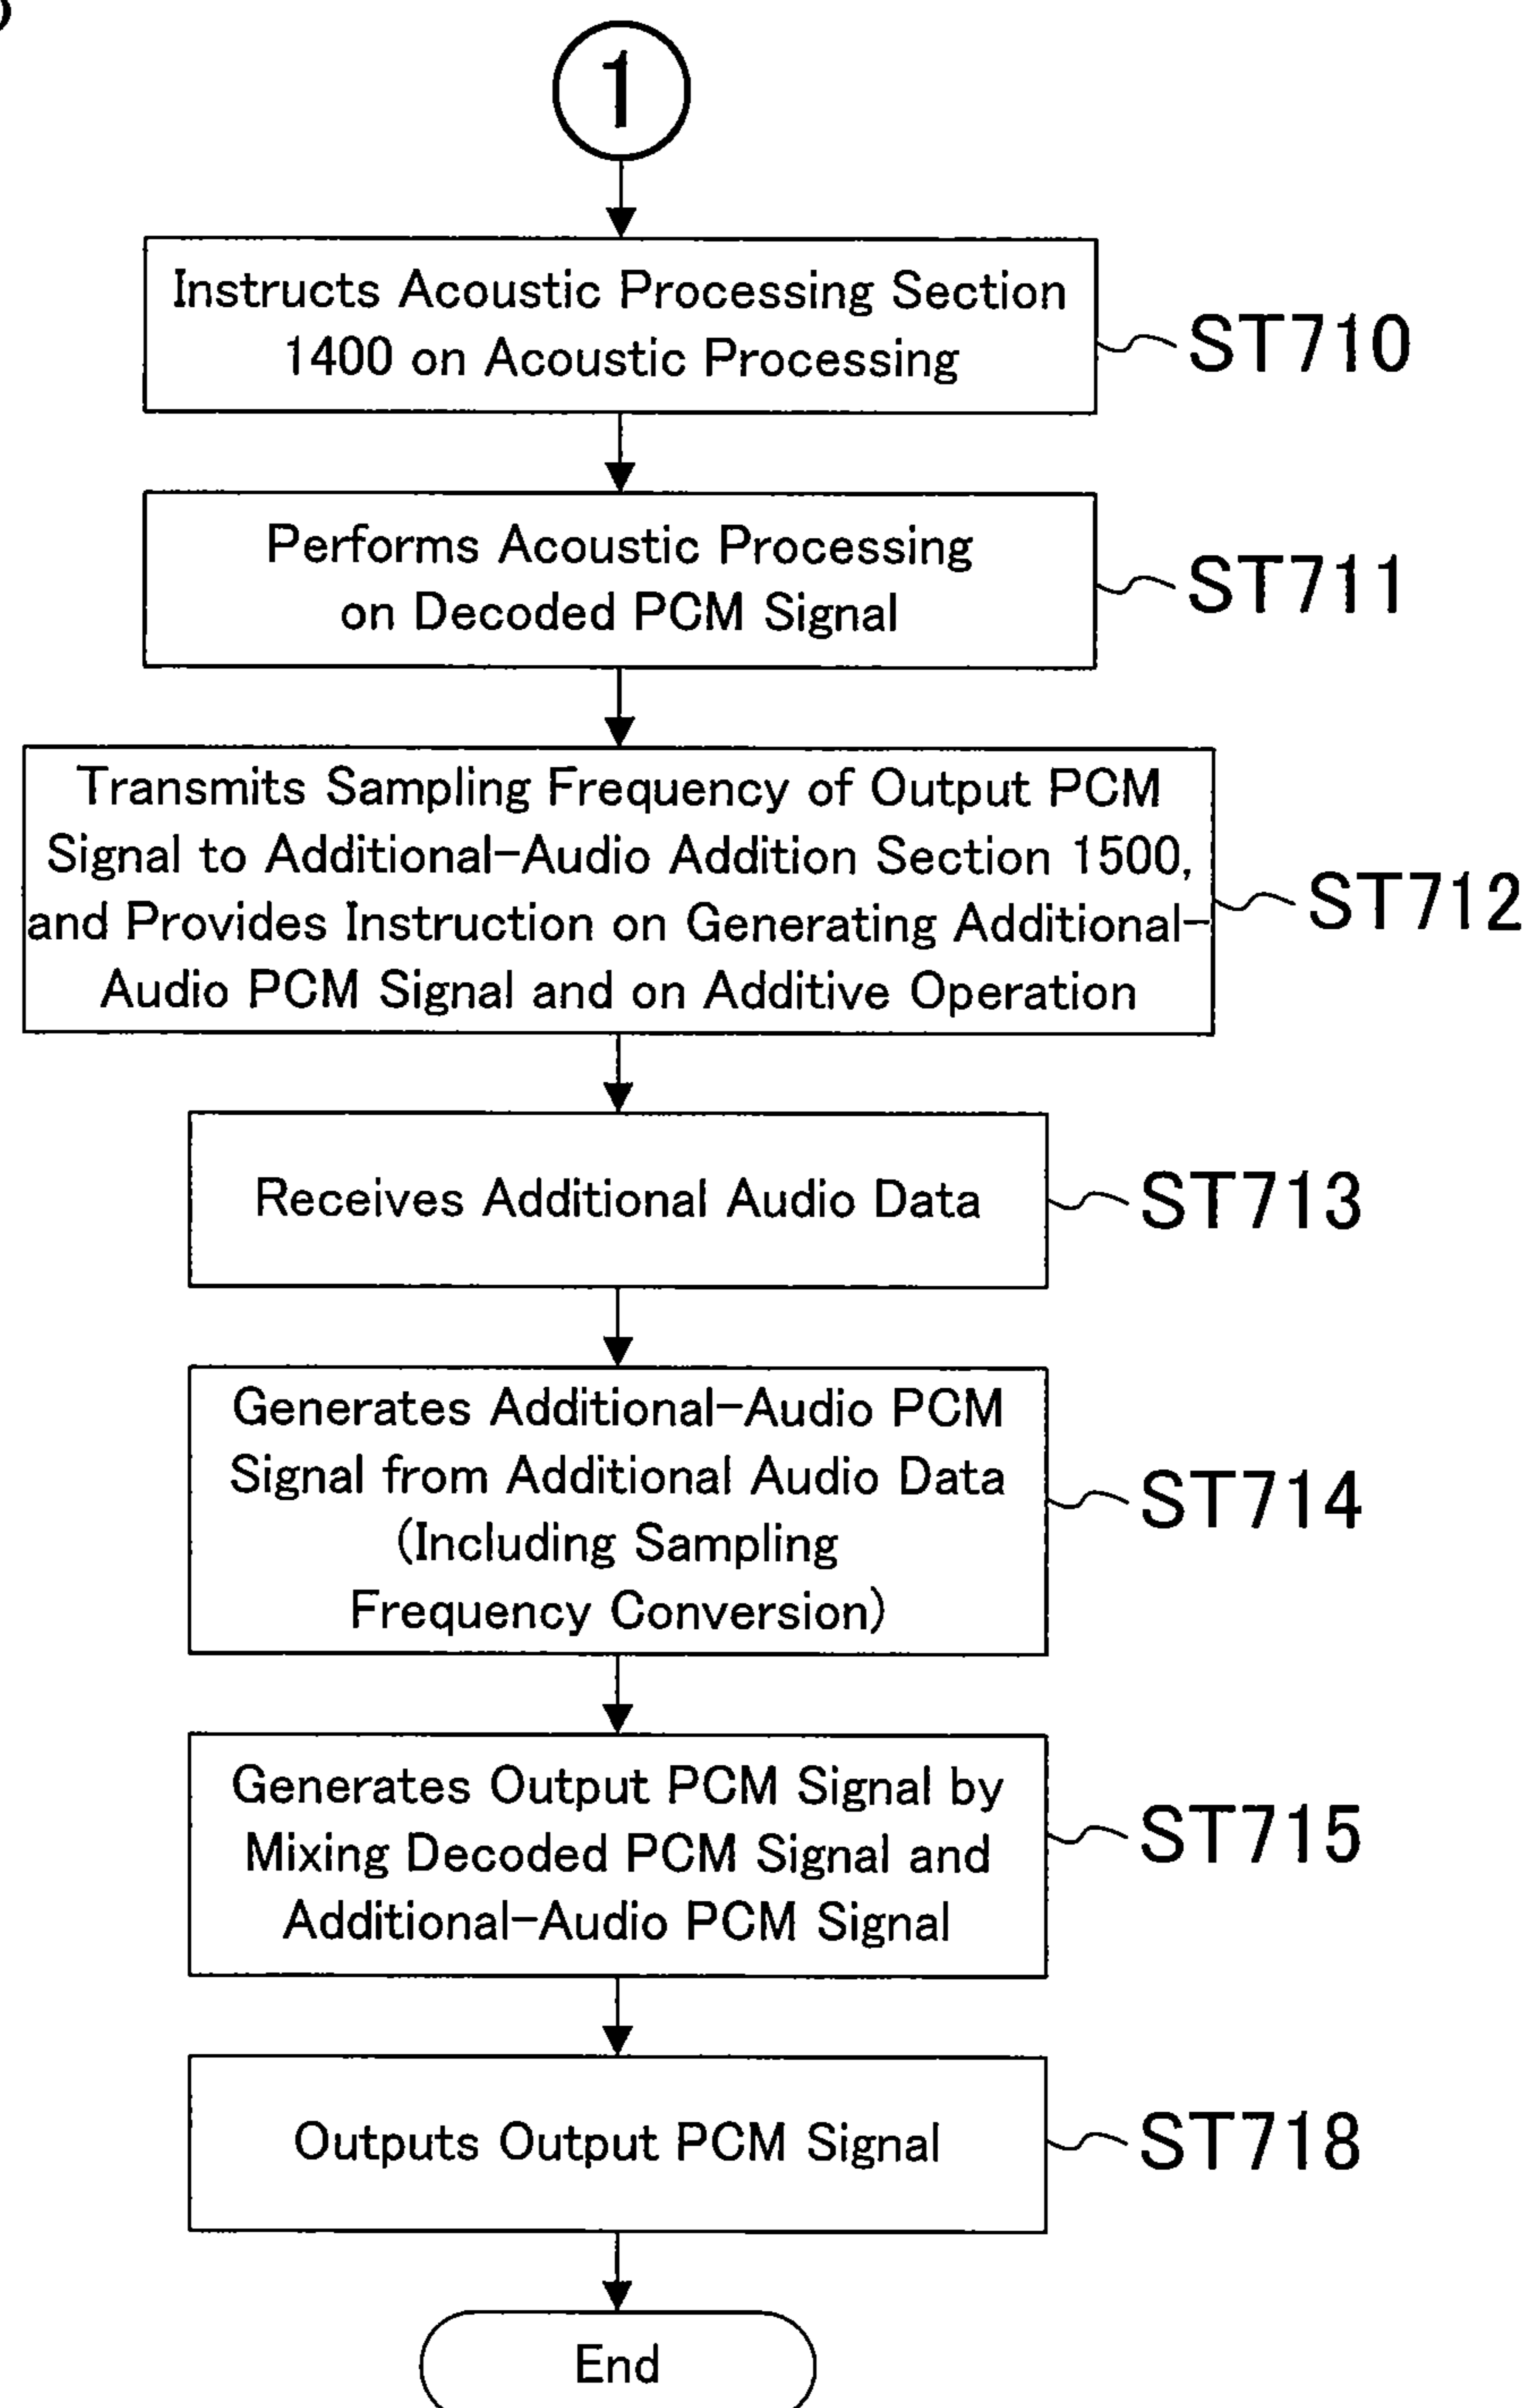 1
Instructs Acoustic Processing Section
1400 on Acoustic Processing
ST710
Performs Acoustic Processing
on Decoded PCM Signal
ST711
Transmits Sampling Frequency of Output PCM
Signal to Additional-Audio Addition Section 1500,
and Provides Instruction on Generating Additional-
Audio PCM Signal and on Additive Operation
ST712
Receives Additional Audio Data
ST713
Generates Additional-Audio PCM
Signal from Additional Audio Data
(Including Sampling
Frequency Conversion)
ST714
Generates Output PCM Signal by
Mixing Decoded PCM Signal and
Additional-Audio PCM Signal
ST715
Outputs Output PCM Signal
ST718
End